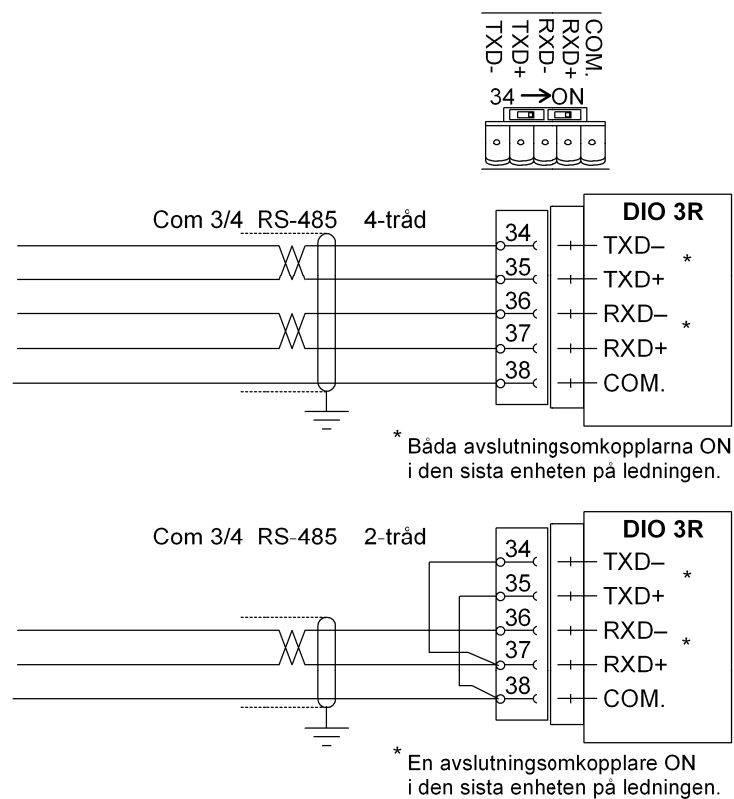 TXD-
TXD+
RXD-
RXD+
COM.
34 → ON
Com 3/4 RS-485 4-tråd
DIO 3R
34 TXD–
*
35 TXD+
36 RXD–
*
37 RXD+
38 COM.
* Båda avslutningsomkopplarna ON
i den sista enheten på ledningen.
Com 3/4 RS-485 2-tråd
DIO 3R
34 TXD–
*
35 TXD+
36 RXD–
*
37 RXD+
38 COM.
* En avslutningsomkopplare ON
i den sista enheten på ledningen.